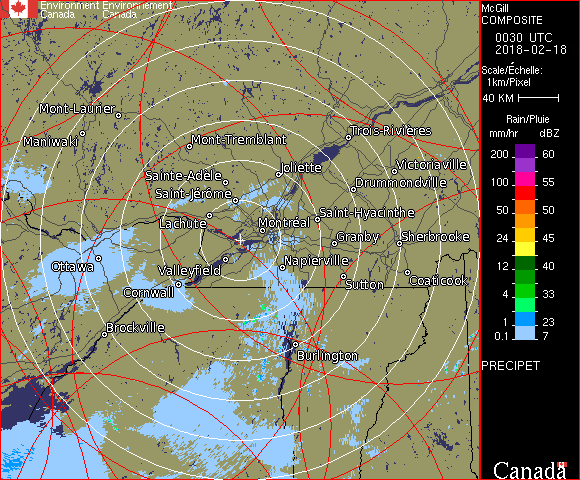 Environment Environnement
Canada Canada
McGill
COMPOSITE
0030 UTC
2018-02-18
Scale/Échelle:
1km/Pixel
40 KM
Rain/Pluie
mm/hr dBZ
200 60
100 55
50 50
24 45
12 40
4 33
1 23
0.1 7
PRECIPET
Canada
Mont-Laurier
Maniwaki
Mont-Tremblant
Trois-Rivières
Joliette
Victoriaville
Sainte-Adèle
Drummondville
Saint-Jérôme
Saint-Hyacinthe
Lachute
Montréal
Granby
Sherbrooke
Ottawa
Valleyfield
Napierville
Cornwall
Sutton
Coaticook
Brockville
Burlington